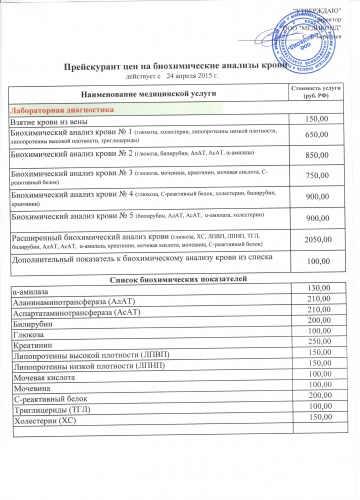 "УТВЕРЖДАЮ"
Директор
ООО "МЕДИКОНД"
Прейскурант цен на биохимические анализы крови
действует с 24 апреля 2015 г.
Наименование медицинской услуги
Стоимость услуги
(руб. РФ)
Лабораторная диагностика
Взятие крови из вены 150,00
Биохимический анализ крови № 1 (глюкоза, холестерин, липопротеины низкой плотности,
липопротеины высокой плотности, триглицериды) 650,00
Биохимический анализ крови № 2 (глюкоза, билирубин, АлАТ, АсАТ, α-амилаза) 850,00
Биохимический анализ крови № 3 (глюкоза, мочевина, креатинин, мочевая кислота, С-
реактивный белок) 750,00
Биохимический анализ крови № 4 (глюкоза, С-реактивный белок, холестерин, билирубин,
креатинин) 900,00
Биохимический анализ крови № 5 (билирубин, АлАТ, АсАТ, α-амилаза, холестерин) 900,00
Расширенный биохимический анализ крови (глюкоза, ХС, ЛПВП, ЛПНП, ТГЛ,
билирубин, АлАТ, АсАТ, α-амилаза, креатинин, мочевая кислота, мочевина, С-реактивный белок) 2050,00
Дополнительный показатель к биохимическому анализу крови из списка 100,00
Список биохимических показателей
α-амилаза 130,00
Аланинаминотрансфераза (АлАТ) 210,00
Аспартатаминотрансфераза (АсАТ) 210,00
Билирубин 200,00
Глюкоза 100,00
Креатинин 250,00
Липопротеины высокой плотности (ЛПВП) 150,00
Липопротеины низкой плотности (ЛПНП) 150,00
Мочевая кислота 100,00
Мочевина 100,00
С-реактивный белок 200,00
Триглицериды (ТГЛ) 100,00
Холестерин (ХС) 150,00